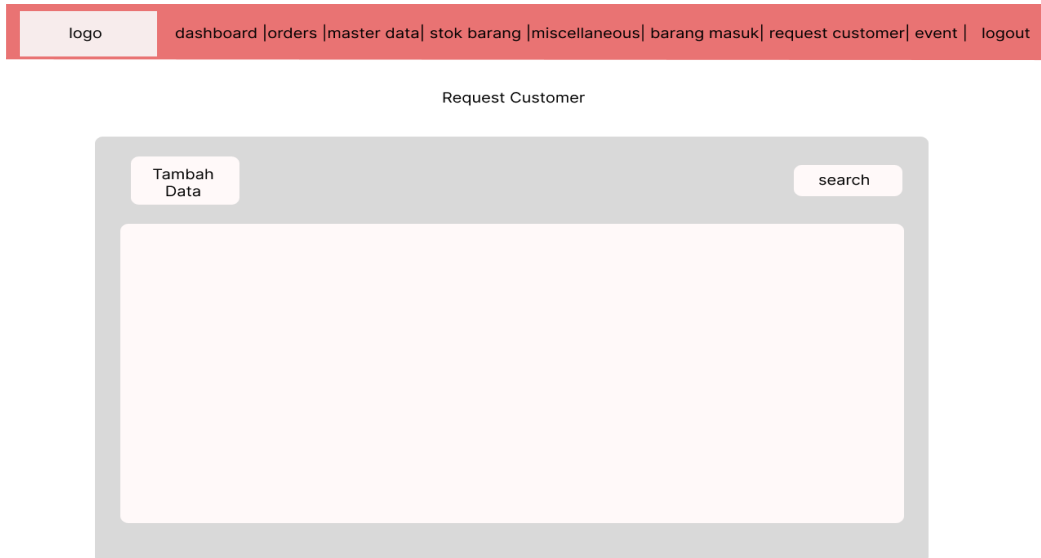 logo
dashboard |orders |master data| stok barang |miscellaneous| barang masuk| request customer| event | logout
Request Customer
Tambah
Data
search